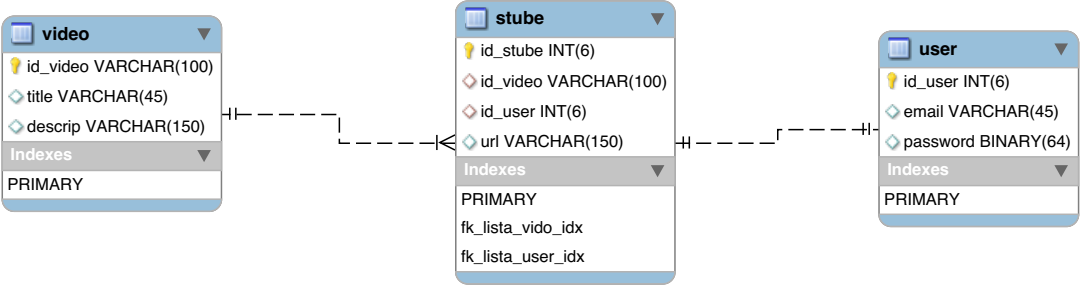 video
id_video VARCHAR(100)
title VARCHAR(45)
descrip VARCHAR(150)
Indexes
PRIMARY
stube
id_stube INT(6)
id_video VARCHAR(100)
id_user INT(6)
url VARCHAR(150)
Indexes
PRIMARY
fk_lista_vido_idx
fk_lista_user_idx
user
id_user INT(6)
email VARCHAR(45)
password BINARY(64)
Indexes
PRIMARY